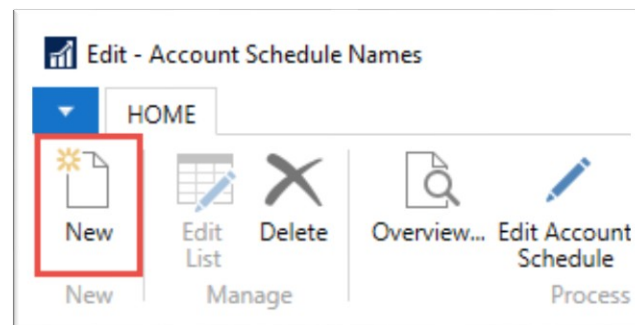 Edit - Account Schedule Names
HOME
New
Edit
List
Delete
Overview...
Edit Account
Schedule
New
Manage
Process